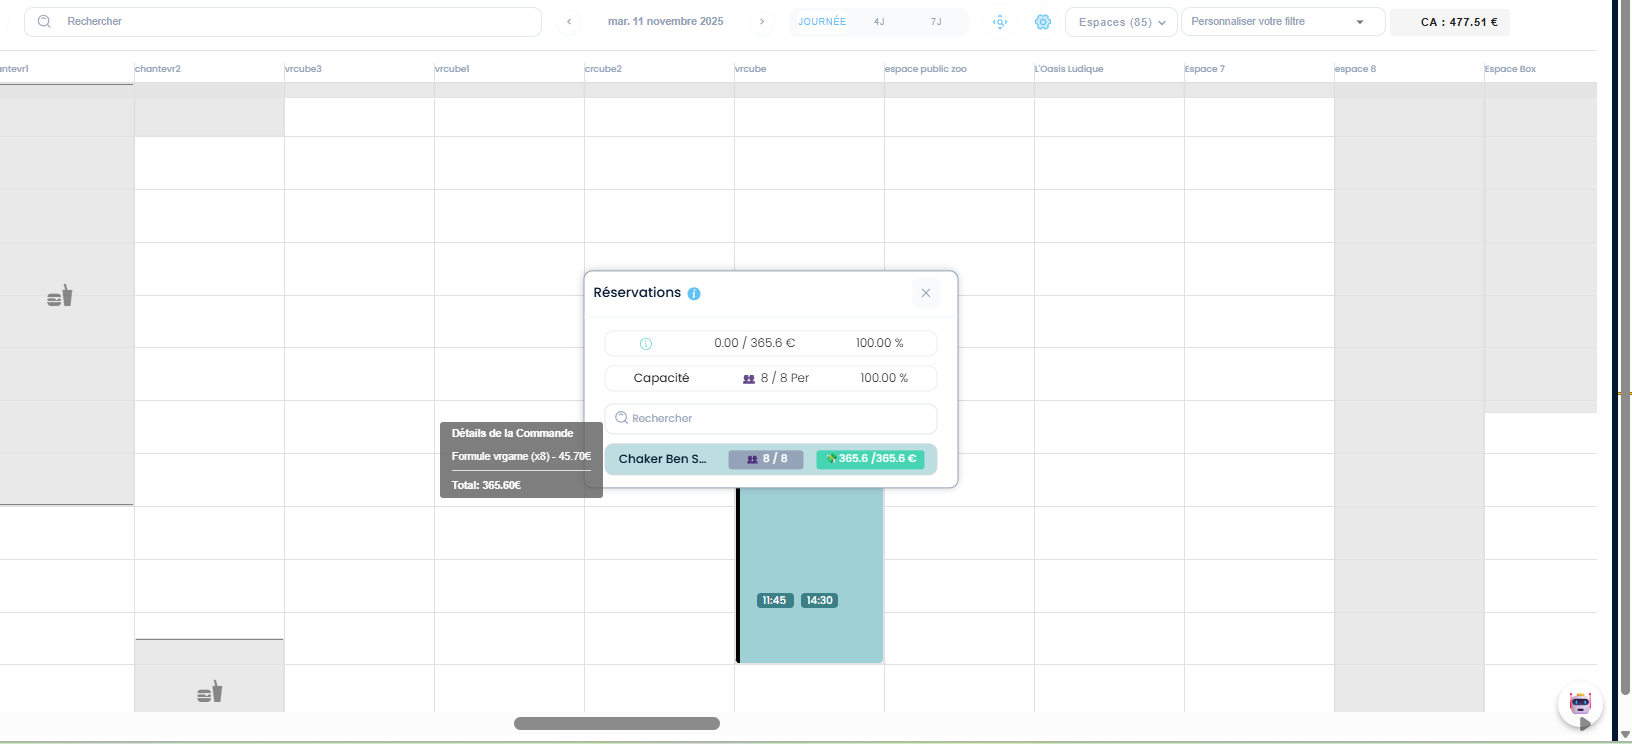 Rechercher
mar. 11 novembre 2025
JOURNÉE
4J
7J
Espaces (85)
Personnaliser votre filtre
CA : 477.51 €
antevr1
chantevr2
vrcube3
vrcube1
crcube2
vrcube
espace public zoo
L'Oasis Ludique
Espace 7
espace 8
Espace Box
Réservations
0.00 / 365.6 €
100.00 %
Capacité
8 / 8 Per
100.00 %
Rechercher
Détails de la Commande
Formule vrgame (x8) - 45.70€
Total: 365.60€
Chaker Ben S...
8 / 8
365.6 /365.6 €
11:45
14:30